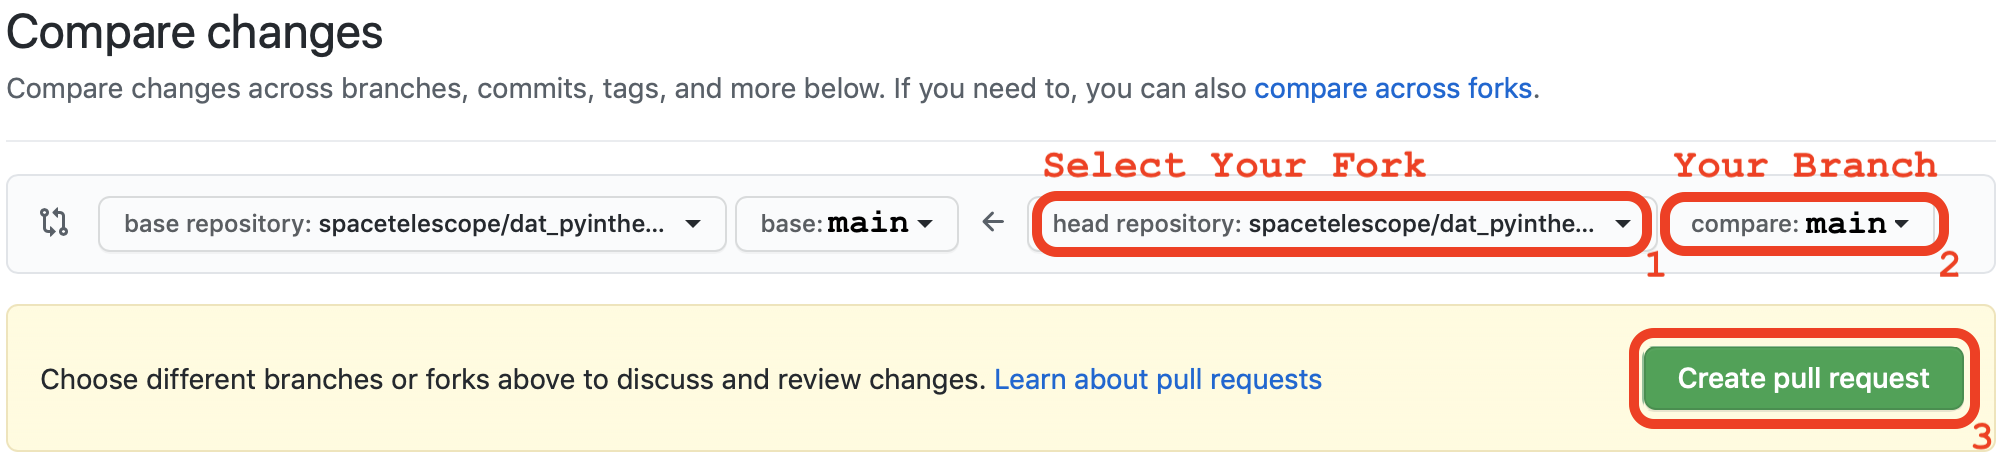 Compare changes
Compare changes across branches, commits, tags, and more below. If you need to, you can also compare across forks.
Select Your Fork
Your Branch
base repository: spacetelescope/dat_pyinthe...
base: main
head repository: spacetelescope/dat_pyinthe...
compare: main
1
2
Choose different branches or forks above to discuss and review changes. Learn about pull requests
Create pull request
3